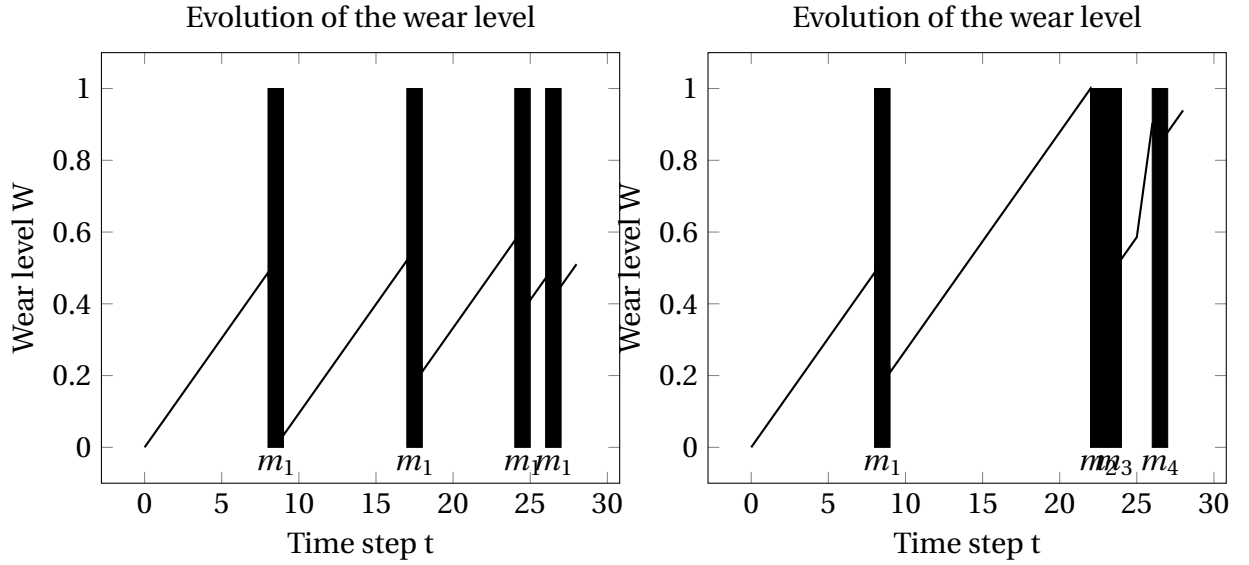 Evolution of the wear level
Wear level W
1
0.8
0.6
0.4
0.2
0
m1 m1 m1 m1
0 5 10 15 20 25 30
Time step t
Evolution of the wear level
Wear level W
1
0.8
0.6
0.4
0.2
0
m1 m2 m3 m4
0 5 10 15 20 25 30
Time step t